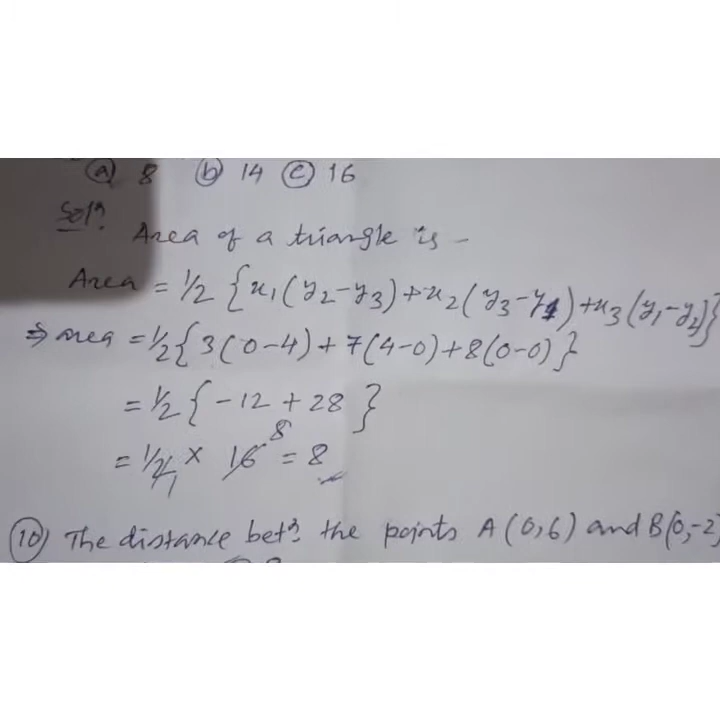 ⓐ 8 ⓑ 14 ⓒ 16
Solⁿ.
Area of a triangle is -
Area = 1/2 {x₁(y₂-y₃)+x₂(y₃-y₁)+x₃(y₁-y₂)}
⇒ area = 1/2{3(0-4)+7(4-0)+8(0-0)}
= 1/2 {-12+28}
= 1/2 × 16 = 8
⑩ The distance betⁿ. the points A(0,6) and B(0,-2)